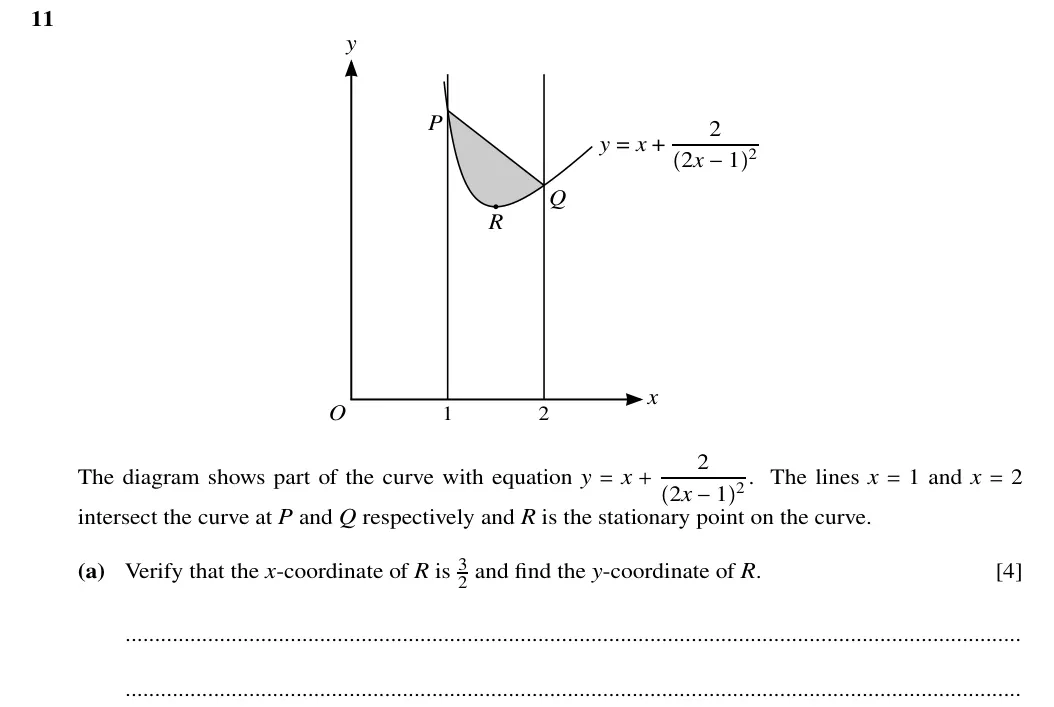 11
y
P
y = x + 2/(2x − 1)²
Q
R
O 1 2 x
The diagram shows part of the curve with equation y = x + 2/(2x − 1)². The lines x = 1 and x = 2
intersect the curve at P and Q respectively and R is the stationary point on the curve.
(a) Verify that the x-coordinate of R is 3/2 and find the y-coordinate of R. [4]